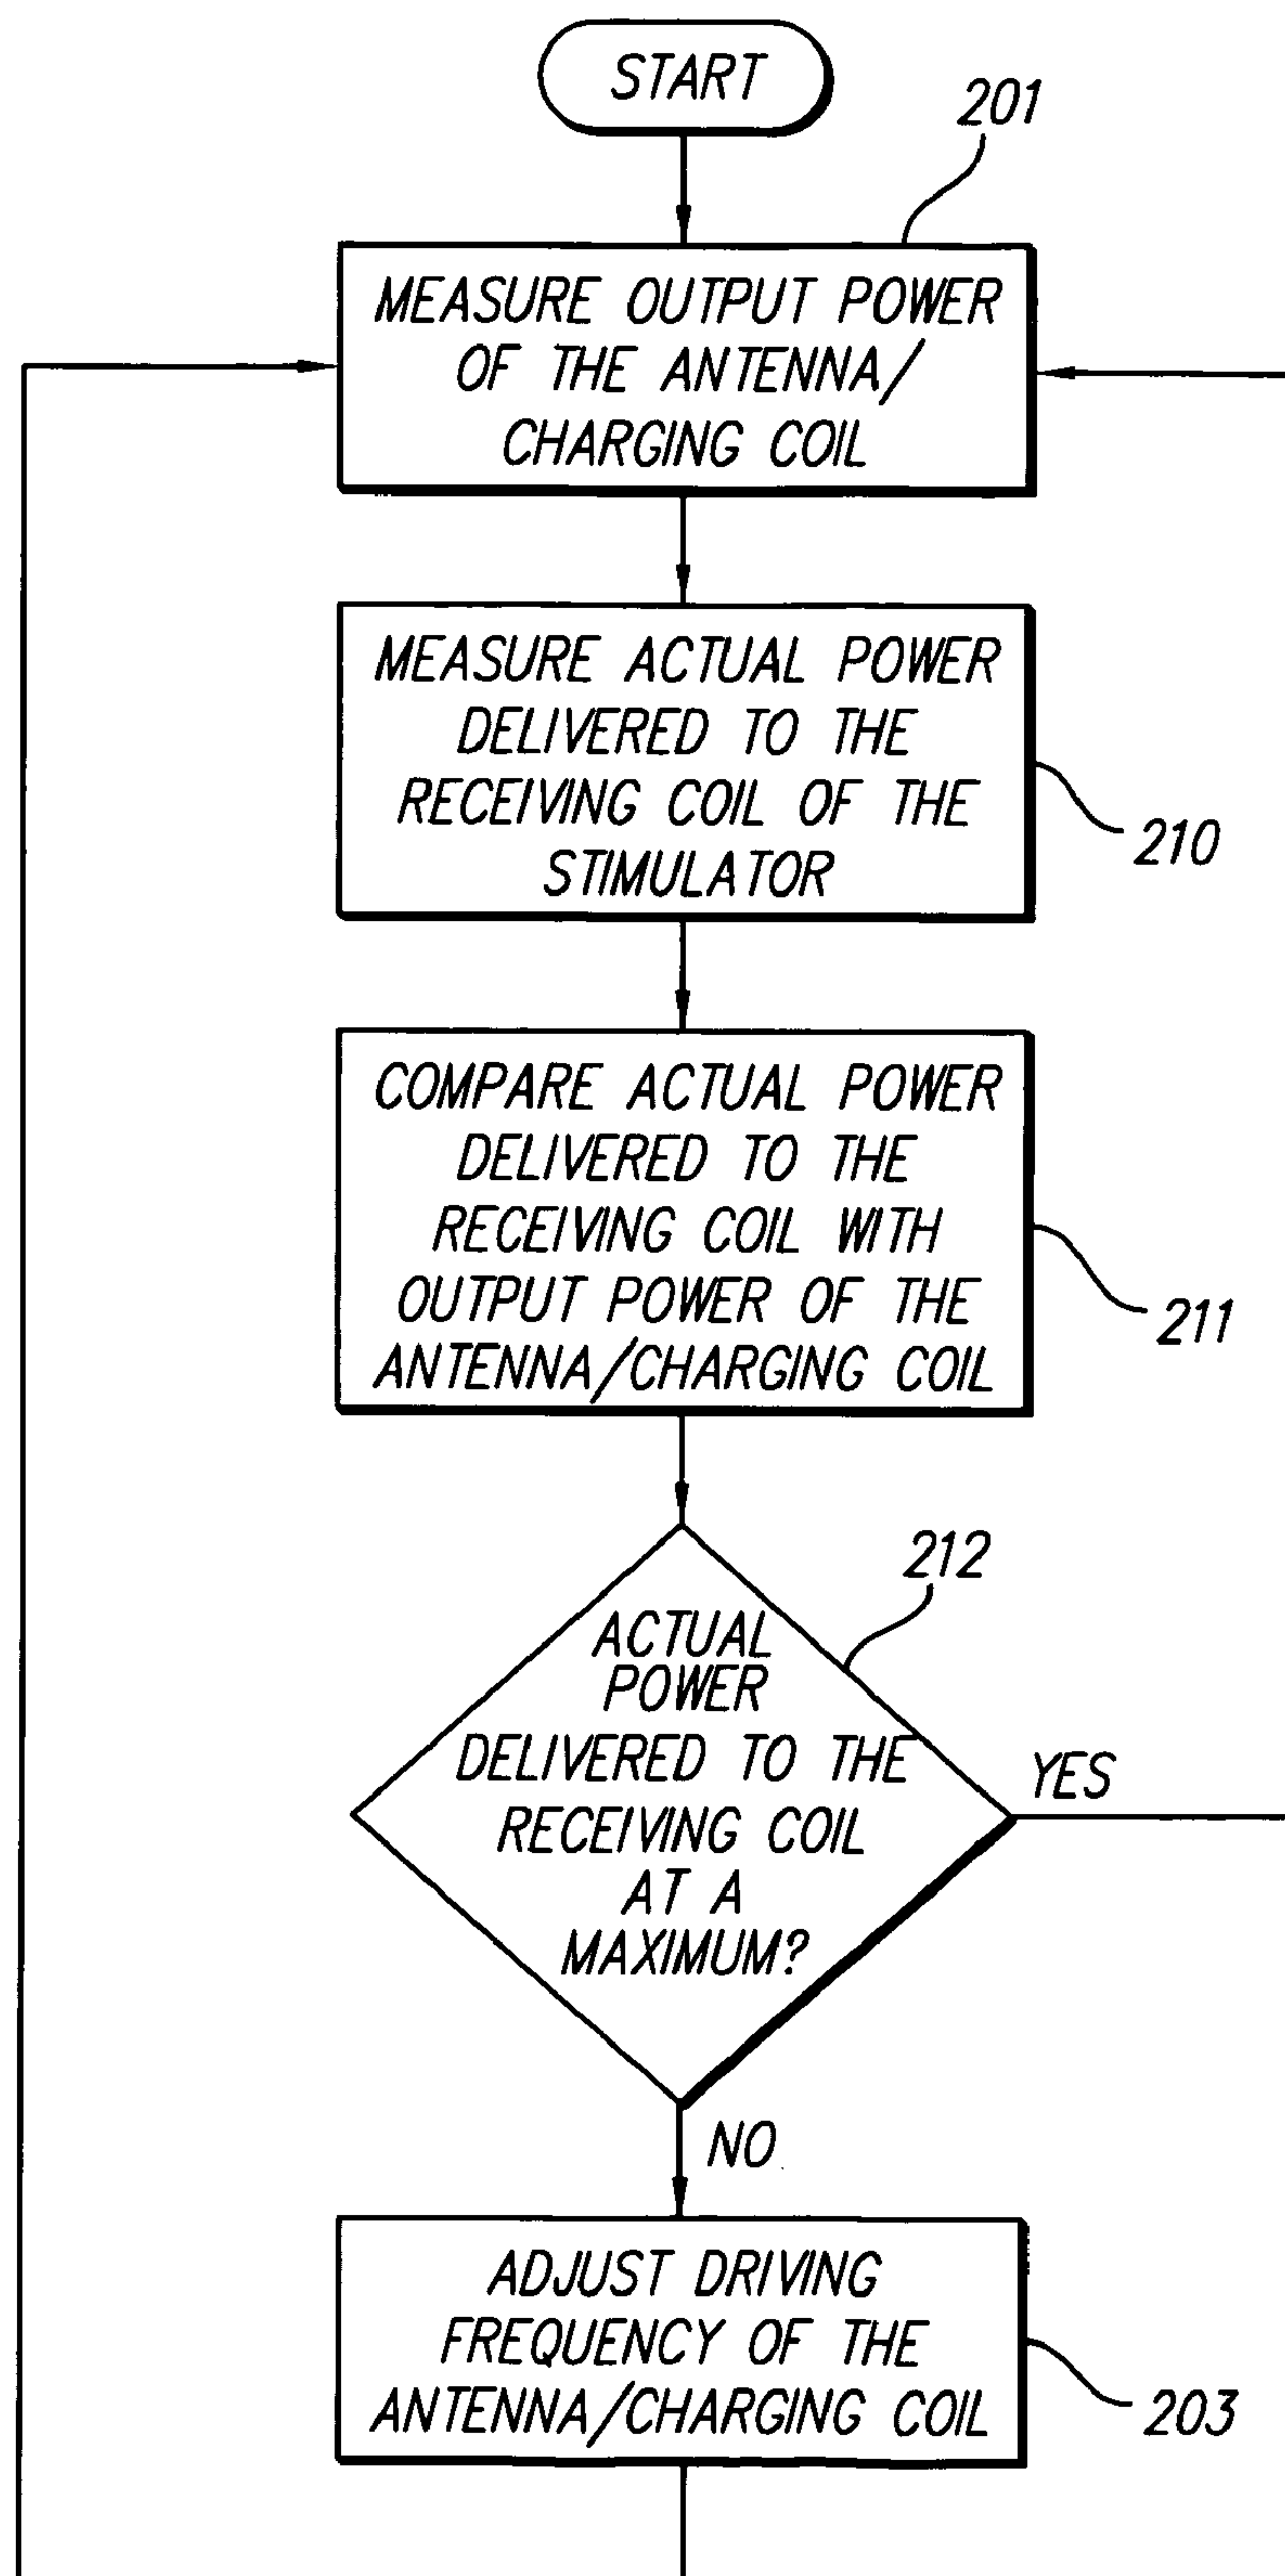 START
201
MEASURE OUTPUT POWER
OF THE ANTENNA/
CHARGING COIL
MEASURE ACTUAL POWER
DELIVERED TO THE
RECEIVING COIL OF THE
STIMULATOR
210
COMPARE ACTUAL POWER
DELIVERED TO THE
RECEIVING COIL WITH
OUTPUT POWER OF THE
ANTENNA/CHARGING COIL
211
212
ACTUAL
POWER
DELIVERED TO THE
RECEIVING COIL
AT A
MAXIMUM?
YES
NO
ADJUST DRIVING
FREQUENCY OF THE
ANTENNA/CHARGING COIL
203